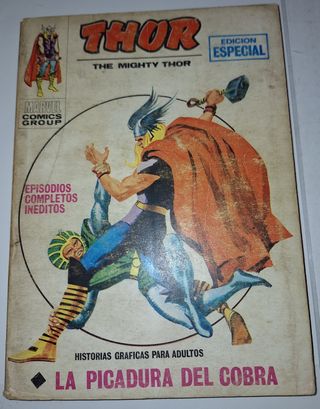 THOR
THE MIGHTY THOR
EDICION
ESPECIAL
MARVEL
COMICS
GROUP
EPISODIOS
COMPLETOS
INEDITOS
HISTORIAS GRAFICAS PARA ADULTOS
LA PICADURA DEL COBRA